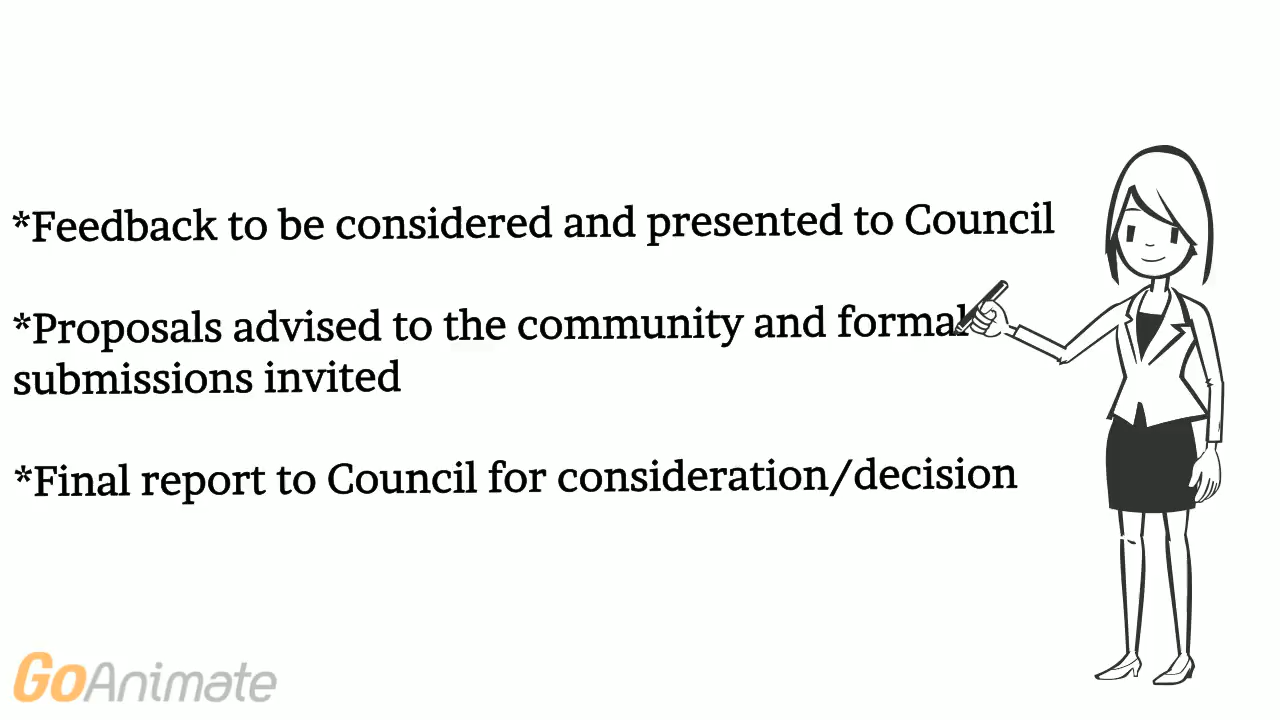 *Feedback to be considered and presented to Council
*Proposals advised to the community and formal
submissions invited
*Final report to Council for consideration/decision
GoAnimate